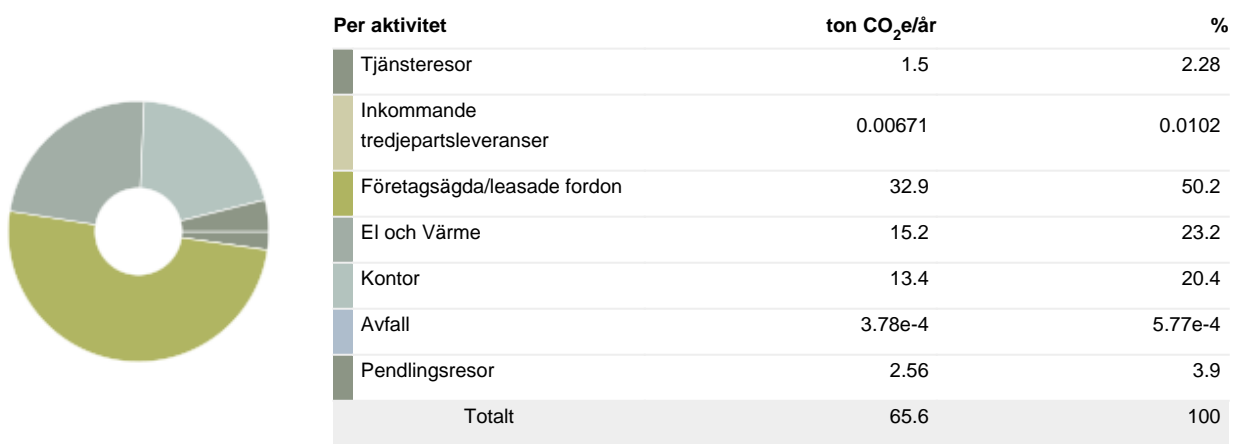 Per aktivitet ton CO2e/år %
Tjänsteresor 1.5 2.28
Inkommande
tredjepartsleveranser 0.00671 0.0102
Företagsägda/leasade fordon 32.9 50.2
El och Värme 15.2 23.2
Kontor 13.4 20.4
Avfall 3.78e-4 5.77e-4
Pendlingsresor 2.56 3.9
Totalt 65.6 100